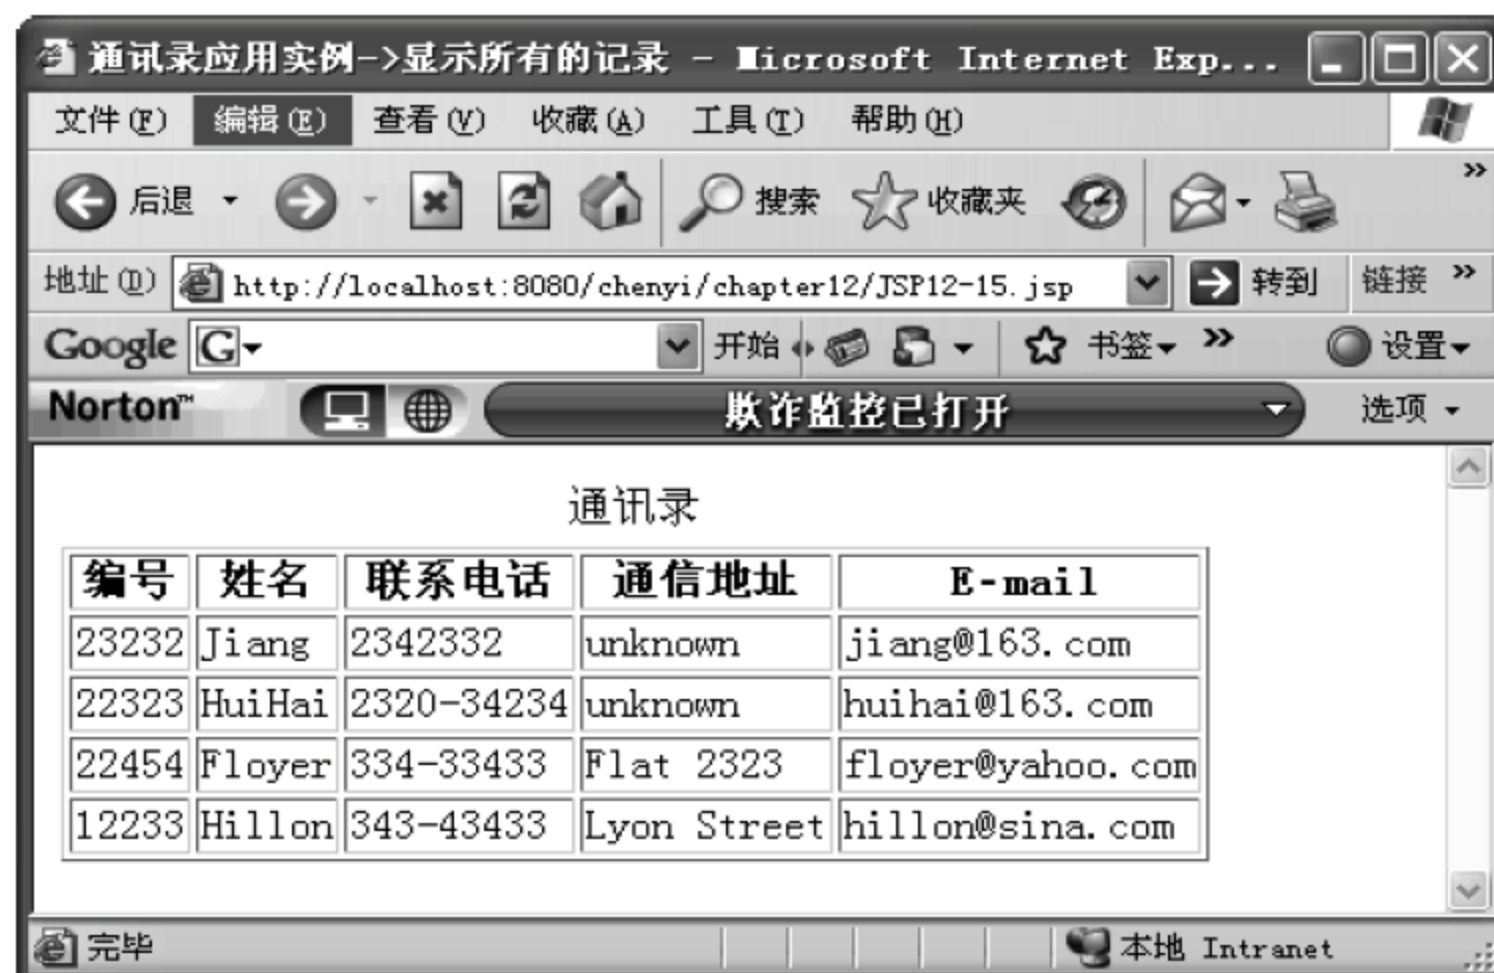 通讯录应用实例->显示所有的记录 - Microsoft Internet Exp...
文件(F) 编辑(E) 查看(V) 收藏(A) 工具(T) 帮助(H)
后退 搜索 收藏夹 »
地址(D) http://localhost:8080/chenyi/chapter12/JSP12-15.jsp 转到 链接 »
Google G 开始 书签 » 设置
Norton™ 欺诈监控已打开 选项
通讯录
编号 姓名 联系电话 通信地址 E-mail
23232 Jiang 2342332 unknown jiang@163.com
22323 HuiHai 2320-34234 unknown huihai@163.com
22454 Floyer 334-33433 Flat 2323 floyer@yahoo.com
12233 Hillon 343-43433 Lyon Street hillon@sina.com
完毕 本地 Intranet